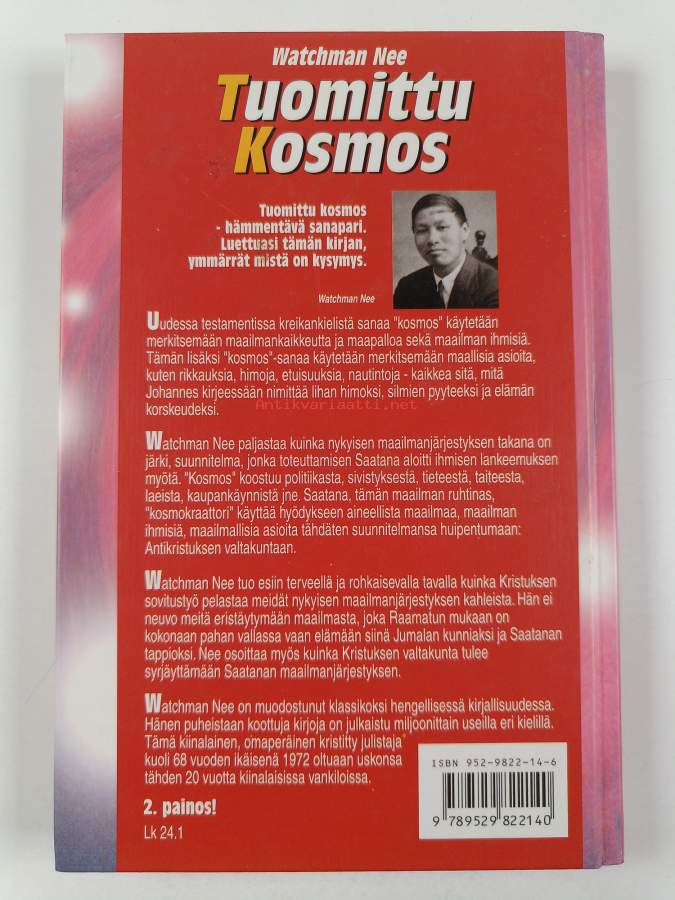 Watchman Nee
Tuomittu
Kosmos
Tuomittu kosmos
- hämmentävä sanapari.
Luettuasi tämän kirjan,
ymmärrät mistä on kysymys.
Watchman Nee
Uudessa testamentissa kreikankielistä sanaa "kosmos" käytetään
merkitsemään maailmankaikkeutta ja maapalloa sekä maailman ihmisiä.
Tämän lisäksi "kosmos"-sanaa käytetään merkitsemään maallisia asioita,
kuten rikkauksia, himoja, etuisuuksia, nautintoja - kaikkea sitä, mitä
Johannes kirjeessään nimittää lihan himoksi, silmien pyyteeksi ja elämän
korskeudeksi.
Antikvariaatti.net
Watchman Nee paljastaa kuinka nykyisen maailmanjärjestyksen takana on
järki, suunnitelma, jonka toteuttamisen Saatana aloitti ihmisen lankeemuksen
myötä. "Kosmos" koostuu politiikasta, sivistyksestä, tieteestä, taiteesta,
laeista, kaupankäynnistä jne. Saatana, tämän maailman ruhtinas,
"kosmokraattori" käyttää hyödykseen aineellista maailmaa, maailman
ihmisiä, maailmallisia asioita tähdäten suunnitelmansa huipentumaan:
Antikristuksen valtakuntaan.
Watchman Nee tuo esiin terveellä ja rohkaisevalla tavalla kuinka Kristuksen
sovitustyö pelastaa meidät nykyisen maailmanjärjestyksen kahleista. Hän ei
neuvo meitä eristäytymään maailmasta, joka Raamatun mukaan on
kokonaan pahan vallassa vaan elämään siinä Jumalan kunniaksi ja Saatanan
tappioksi. Nee osoittaa myös kuinka Kristuksen valtakunta tulee
syrjäyttämään Saatanan maailmanjärjestyksen.
Watchman Nee on muodostunut klassikoksi hengellisessä kirjallisuudessa.
Hänen puheistaan koottuja kirjoja on julkaistu miljoonittain useilla eri kielillä.
Tämä kiinalainen, omaperäinen kristitty julistaja
kuoli 68 vuoden ikäisenä 1972 oltuaan uskonsa
tähden 20 vuotta kiinalaisissa vankiloissa.
2. painos!
Lk 24.1
ISBN 952-9822-14-6
9 789529 822140